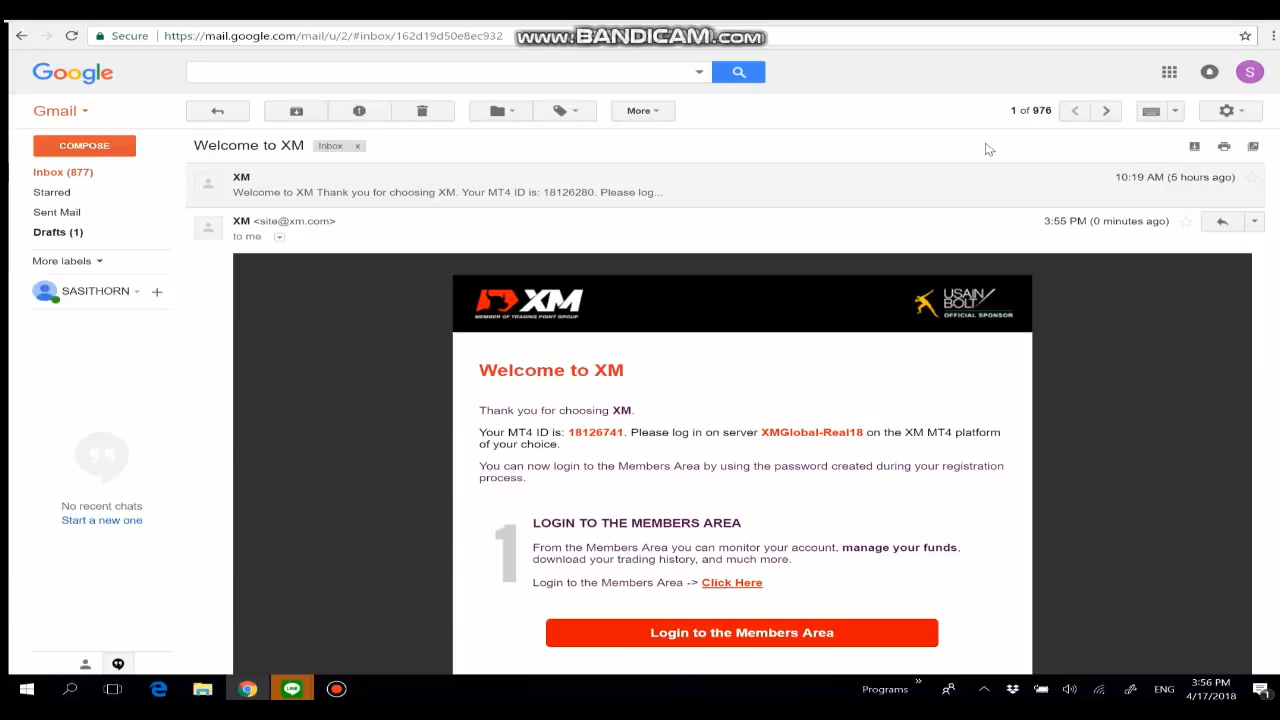 Secure https://mail.google.com/mail/u/2/#inbox/162d19d50e8ec932
www.BANDICAM.com
Google
S
Gmail
More
1 of 976
COMPOSE
Welcome to XM Inbox x
Inbox (877)
Starred
Sent Mail
Drafts (1)
More labels
SASITHORN
XM
10:19 AM (5 hours ago)
Welcome to XM Thank you for choosing XM. Your MT4 ID is: 18126280. Please log...
XM <site@xm.com>
3:55 PM (0 minutes ago)
to me
XM
MEMBER OF TRADING POINT GROUP
USAIN
BOLT
OFFICIAL SPONSOR
Welcome to XM
Thank you for choosing XM.
Your MT4 ID is: 18126741. Please log in on server XMGlobal-Real18 on the XM MT4 platform
of your choice.
You can now login to the Members Area by using the password created during your registration
process.
1
LOGIN TO THE MEMBERS AREA
From the Members Area you can monitor your account, manage your funds,
download your trading history, and much more.
Login to the Members Area -> Click Here
Login to the Members Area
No recent chats
Start a new one
LINE
Programs
ENG
3:56 PM
4/17/2018
1